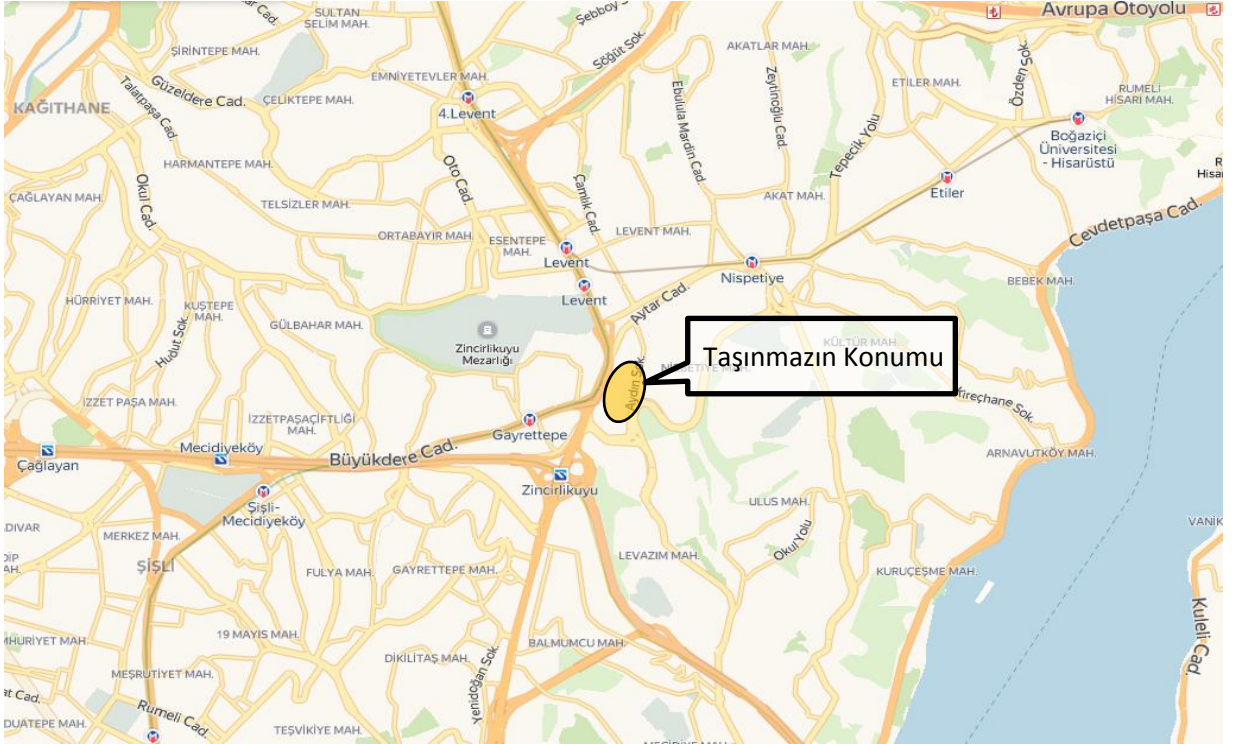 Avrupa Otoyolu
SULTAN
SELİM MAH.
Söğüt Sok.
AKATLAR MAH.
ŞİRİNTEPE MAH.
EMNİYETEVLER MAH.
Güzeldere Cad.
ÇELİKTEPE MAH.
Talatpaşa Cad.
KAĞITHANE
4.Levent
Ebulula Mardin Cad.
Zeytinoğlu Cad.
ETİLER MAH.
Özden Sok.
RUMELİ
HİSARI MAH.
Boğaziçi
Üniversitesi
- Hisarüstü
Tepecik Yolu
HARMANTEPE MAH.
Oto Cad.
Çamlık Cad.
Okul Cad.
ÇAĞLAYAN MAH.
TELSİZLER MAH.
AKAT MAH.
Etiler
Cevdetpaşa Cad.
ORTABAYIR MAH.
ESENTEPE
MAH.
LEVENT MAH.
Levent
Nispetiye
BEBEK MAH.
Levent
Aytar Cad.
HÜRRİYET MAH.
KUŞTEPE
MAH.
GÜLBAHAR MAH.
Hudut Sok.
Zincirlikuyu
Mezarlığı
Taşınmazın Konumu
KÜLTÜR MAH.
Aydın Sok.
Kireçhane Sok.
İZZET PAŞA MAH.
İZZETPAŞAÇİFTLİĞİ
MAH.
Gayrettepe
Mecidiyeköy
Büyükdere Cad.
Çağlayan
ARNAVUTKÖY MAH.
Zincirlikuyu
Şişli-
Mecidiyeköy
ULUS MAH.
Okul Yolu
MERKEZ MAH.
ŞİŞLİ
LEVAZIM MAH.
FULYA MAH.
GAYRETTEPE MAH.
KURUÇEŞME MAH.
Kuleli Cad.
19 MAYIS MAH.
BALMUMCU MAH.
DİKİLİTAŞ MAH.
Yenidoğan Sok.
MEŞRUTİYET MAH.
Rumeli Cad.
TEŞVİKİYE MAH.